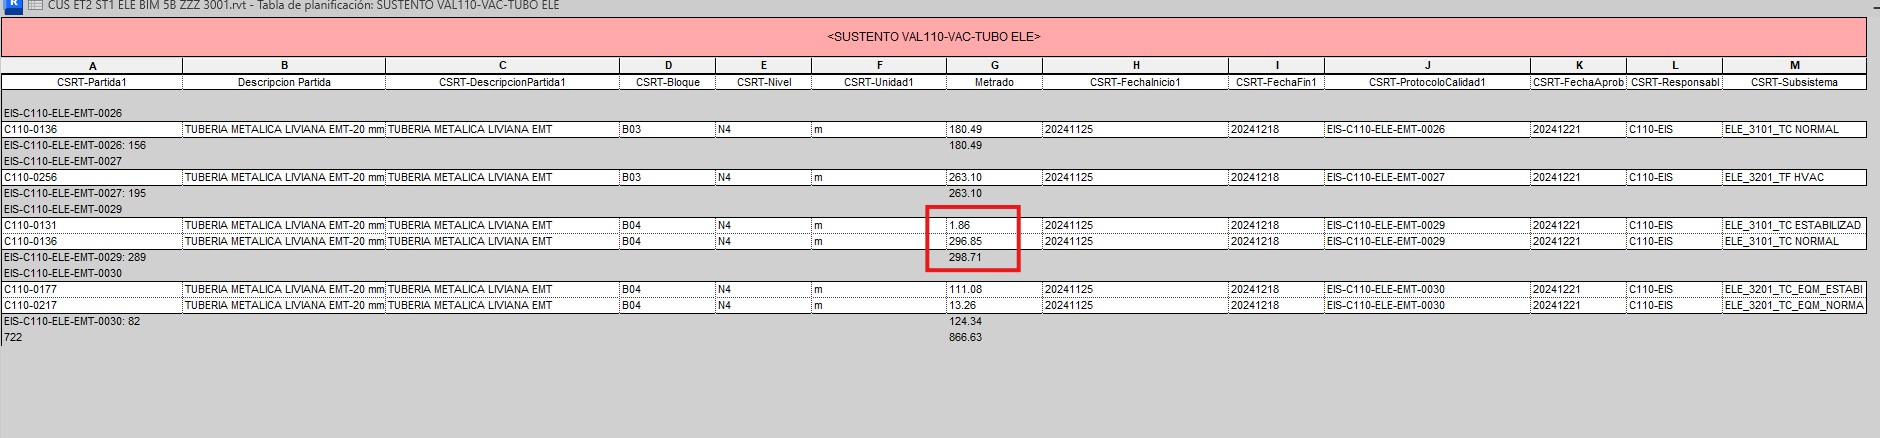 R CUS ET2 ST1 ELE BIM 5B ZZZ 3001.rvt - Tabla de planificación: SUSTENTO VAL110-VAC-TUBO ELE
<SUSTENTO VAL110-VAC-TUBO ELE>
A B C D E F G H I J K L M
CSRT-Partida1 Descripcion Partida CSRT-DescripcionPartida1 CSRT-Bloque CSRT-Nivel CSRT-Unidad1 Metrado CSRT-FechaInicio1 CSRT-FechaFin1 CSRT-ProtocoloCalidad1 CSRT-FechaAprob CSRT-Responsabl CSRT-Subsistema
EIS-C110-ELE-EMT-0026
C110-0136 TUBERIA METALICA LIVIANA EMT-20 mm TUBERIA METALICA LIVIANA EMT B03 N4 m 180.49 20241125 20241218 EIS-C110-ELE-EMT-0026 20241221 C110-EIS ELE_3101_TC NORMAL
EIS-C110-ELE-EMT-0026: 156 180.49
EIS-C110-ELE-EMT-0027
C110-0256 TUBERIA METALICA LIVIANA EMT-20 mm TUBERIA METALICA LIVIANA EMT B03 N4 m 263.10 20241125 20241218 EIS-C110-ELE-EMT-0027 20241221 C110-EIS ELE_3201_TF HVAC
EIS-C110-ELE-EMT-0027: 195 263.10
EIS-C110-ELE-EMT-0029
C110-0131 TUBERIA METALICA LIVIANA EMT-20 mm TUBERIA METALICA LIVIANA EMT B04 N4 m 1.86 20241125 20241218 EIS-C110-ELE-EMT-0029 20241221 C110-EIS ELE_3101_TC ESTABILIZAD
C110-0136 TUBERIA METALICA LIVIANA EMT-20 mm TUBERIA METALICA LIVIANA EMT B04 N4 m 296.85 20241125 20241218 EIS-C110-ELE-EMT-0029 20241221 C110-EIS ELE_3101_TC NORMAL
EIS-C110-ELE-EMT-0029: 289 298.71
EIS-C110-ELE-EMT-0030
C110-0177 TUBERIA METALICA LIVIANA EMT-20 mm TUBERIA METALICA LIVIANA EMT B04 N4 m 111.08 20241125 20241218 EIS-C110-ELE-EMT-0030 20241221 C110-EIS ELE_3201_TC_EQM_ESTABI
C110-0217 TUBERIA METALICA LIVIANA EMT-20 mm TUBERIA METALICA LIVIANA EMT B04 N4 m 13.26 20241125 20241218 EIS-C110-ELE-EMT-0030 20241221 C110-EIS ELE_3201_TC_EQM_NORMA
EIS-C110-ELE-EMT-0030: 82 124.34
722 866.63